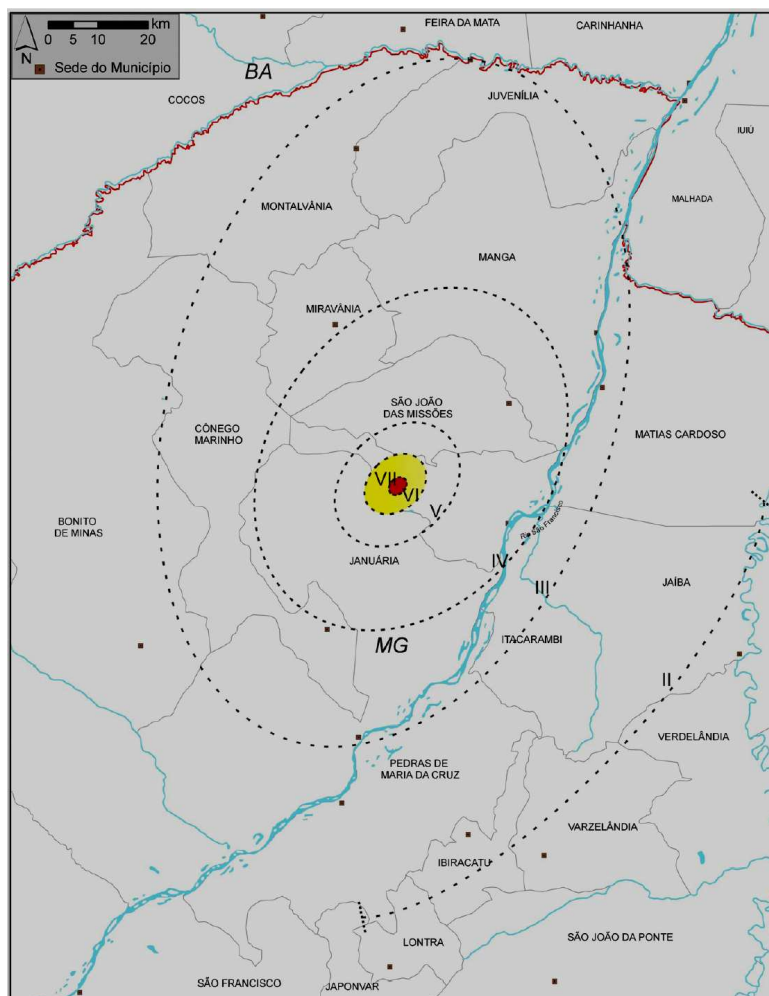 km
0 5 10 20
N
Sede do Município
FEIRA DA MATA
CARINHANHA
BA
COCOS
JUVENÍLIA
IUIÚ
MALHADA
MONTALVÂNIA
MANGA
MIRAVÂNIA
SÃO JOÃO
DAS MISSÕES
CÔNEGO
MARINHO
MATIAS CARDOSO
VII
VI
V
BONITO
DE MINAS
Rio São Francisco
JANUÁRIA
IV
III
JAÍBA
MG
ITACARAMBI
II
VERDELÂNDIA
PEDRAS DE
MARIA DA CRUZ
VARZELÂNDIA
IBIRACATU
LONTRA
SÃO JOÃO DA PONTE
SÃO FRANCISCO
JAPONVAR